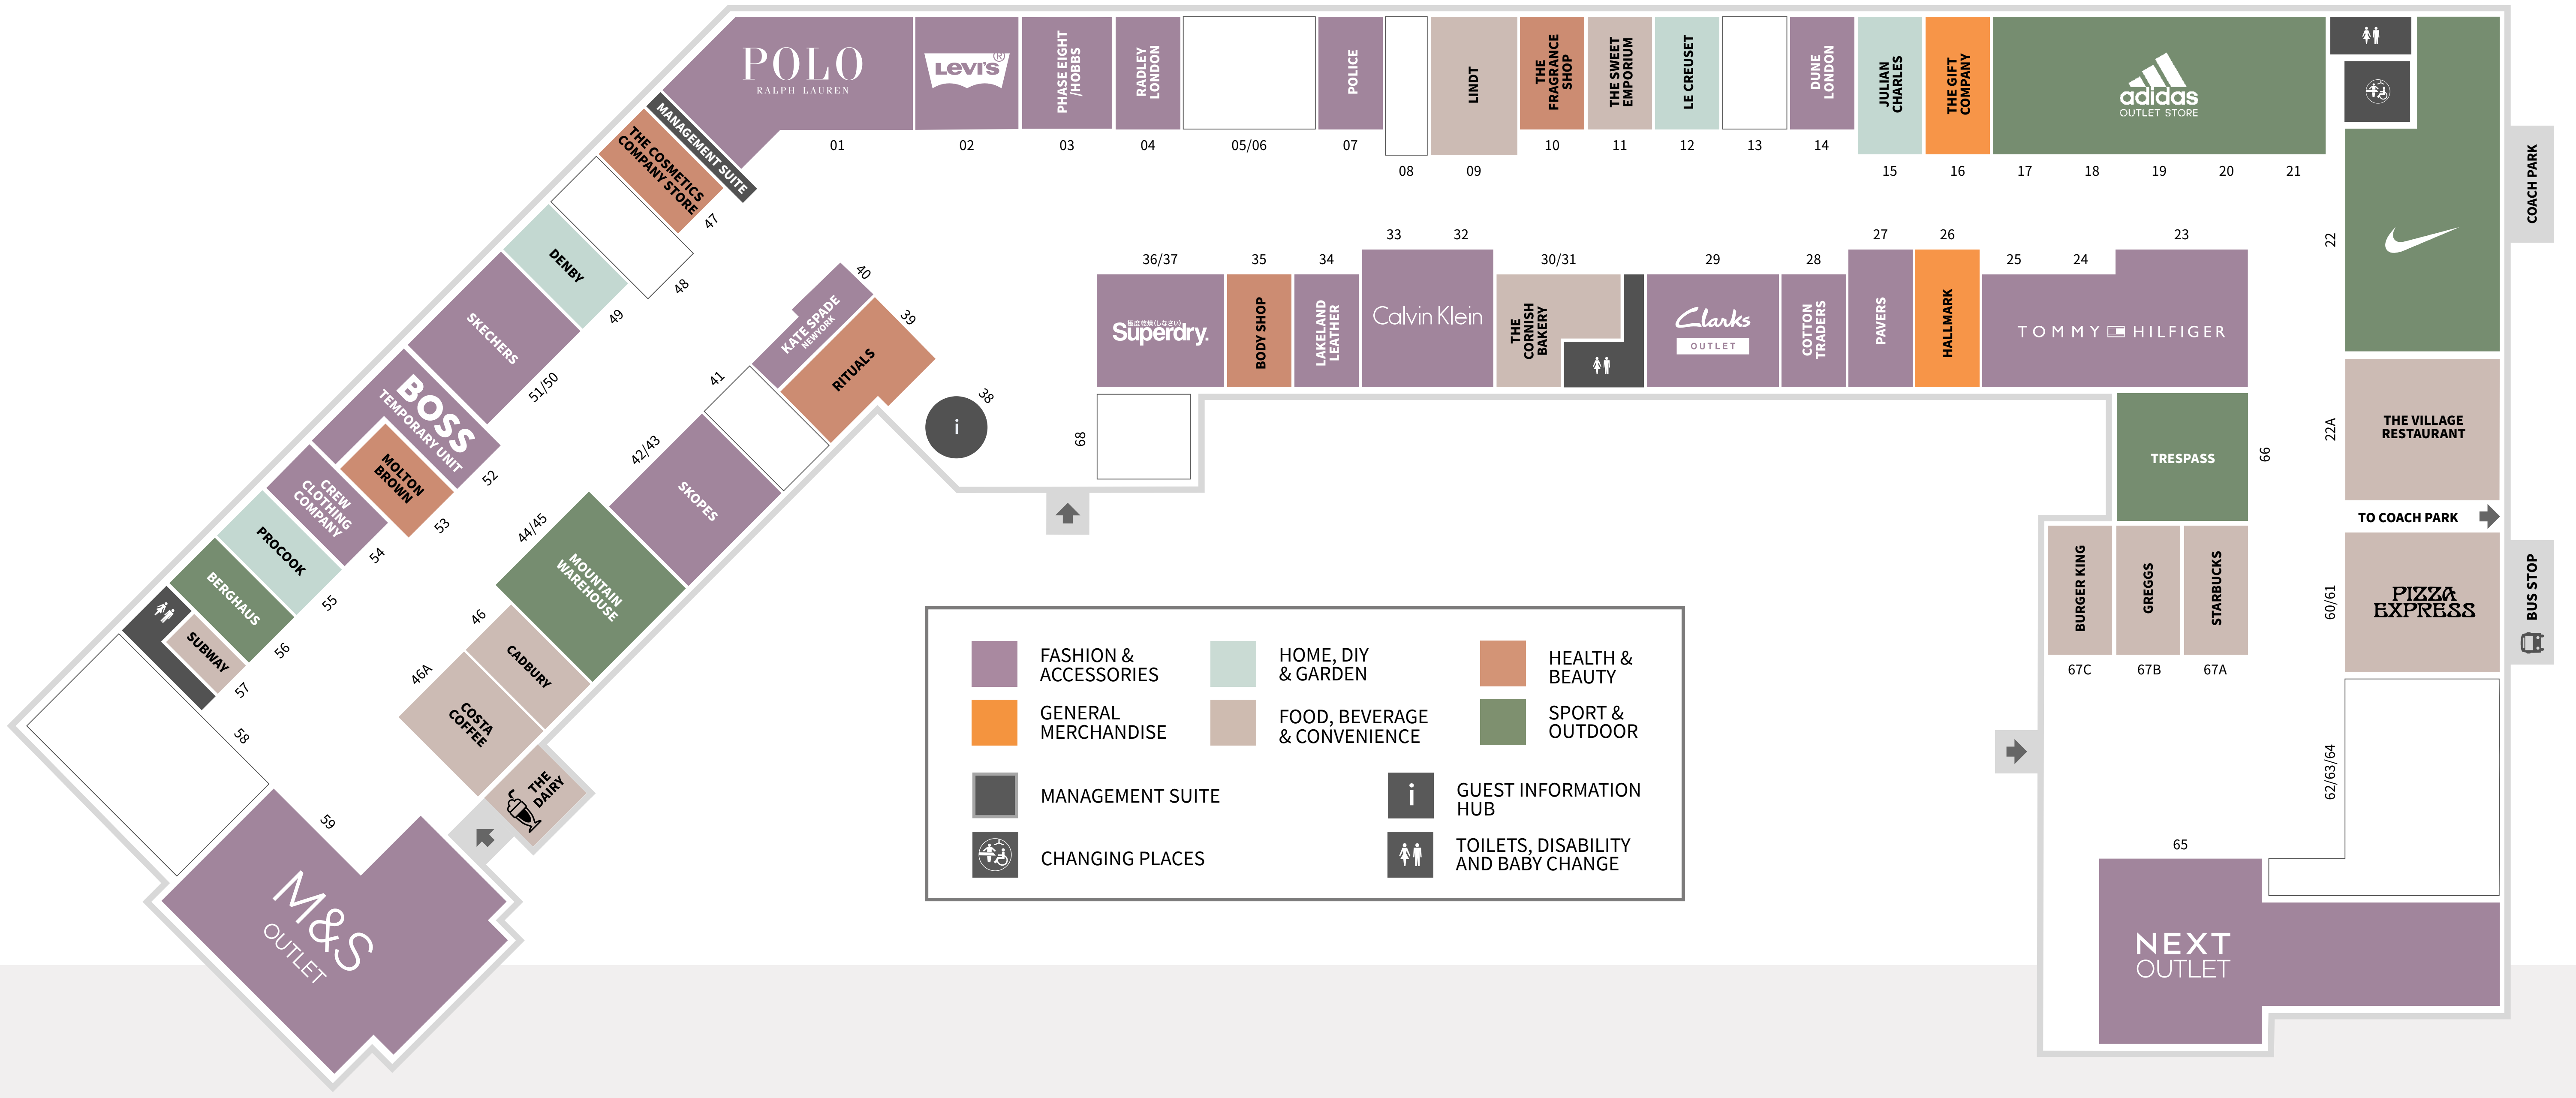 POLO
RALPH LAUREN
01
LEVI'S®
02
PHASE EIGHT
/HOBBS
03
RADLEY
LONDON
04
05/06
POLICE
07
08
LINDT
09
THE
FRAGRANCE
SHOP
10
THE SWEET
EMPORIUM
11
LE CREUSET
12
13
DUNE
LONDON
14
JULIAN
CHARLES
15
THE GIFT
COMPANY
16
adidas
OUTLET STORE
17
18
19
20
21
22
COACH PARK
MANAGEMENT SUITE
THE COSMETICS
COMPANY STORE
47
48
DENBY
49
SKECHERS
51/50
BOSS
TEMPORARY UNIT
52
MOLTON
BROWN
53
CREW
CLOTHING
COMPANY
54
PROCOOK
55
BERGHAUS
56
SUBWAY
57
58
59
M&S
OUTLET
KATE SPADE
NEWYORK
40
RITUALS
39
41
i
38
SKOPES
42/43
MOUNTAIN
WAREHOUSE
44/45
CADBURY
46
COSTA
COFFEE
46A
THE
DAIRY
36/37
極度乾燥(しなさい)
Superdry.
35
BODY SHOP
34
LAKELAND
LEATHER
33
32
Calvin Klein
30/31
THE
CORNISH
BAKERY
29
Clarks
OUTLET
28
COTTON
TRADERS
27
PAVERS
26
HALLMARK
25
24
23
TOMMY HILFIGER
68
TRESPASS
66
22A
THE VILLAGE
RESTAURANT
TO COACH PARK
BURGER KING
67C
GREGGS
67B
STARBUCKS
67A
60/61
PIZZA
EXPRESS
BUS STOP
62/63/64
65
NEXT
OUTLET
FASHION &
ACCESSORIES
HOME, DIY
& GARDEN
HEALTH &
BEAUTY
GENERAL
MERCHANDISE
FOOD, BEVERAGE
& CONVENIENCE
SPORT &
OUTDOOR
MANAGEMENT SUITE
i
GUEST INFORMATION
HUB
CHANGING PLACES
TOILETS, DISABILITY
AND BABY CHANGE